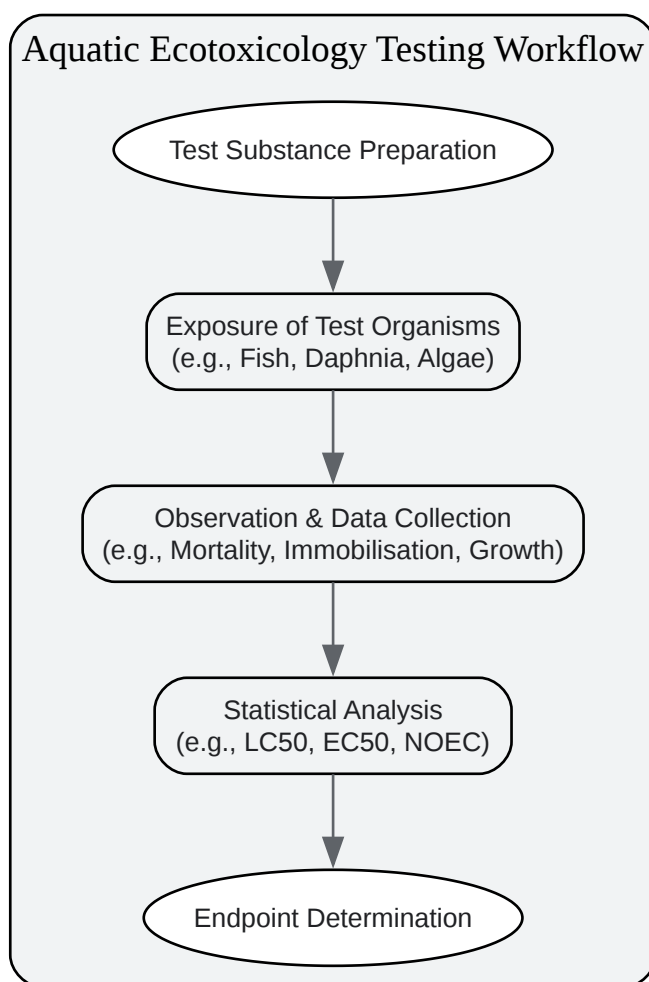 Aquatic Ecotoxicology Testing Workflow
Test Substance Preparation
Exposure of Test Organisms
(e.g., Fish, Daphnia, Algae)
Observation & Data Collection
(e.g., Mortality, Immobilisation, Growth)
Statistical Analysis
(e.g., LC50, EC50, NOEC)
Endpoint Determination